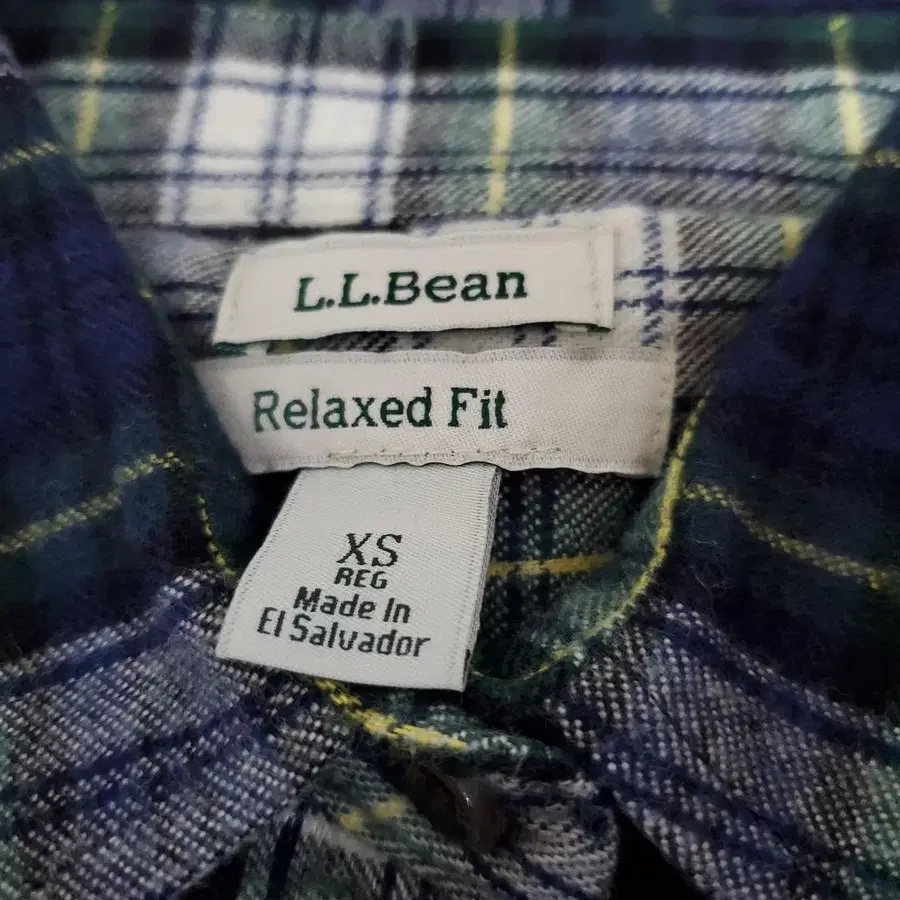 L.L.Bean
Relaxed Fit
XS
REG
Made In
El Salvador